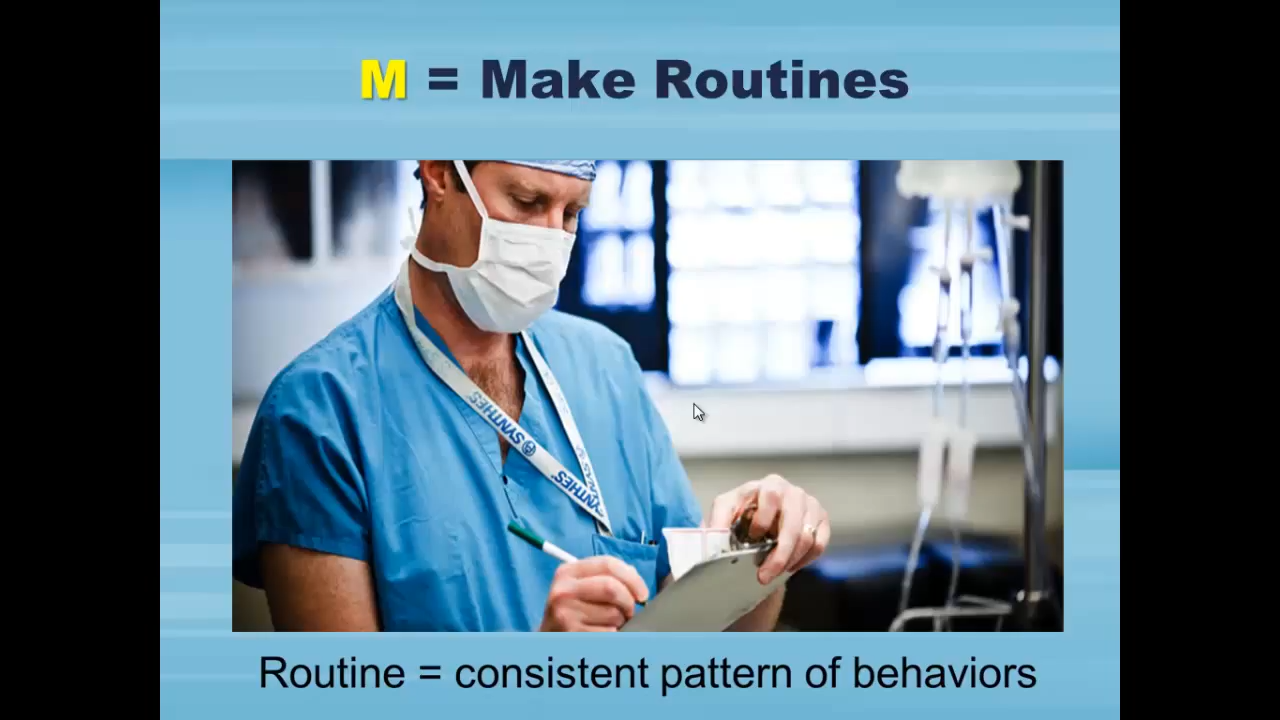 M = Make Routines
SYNTHES
SYNTHES
Routine = consistent pattern of behaviors